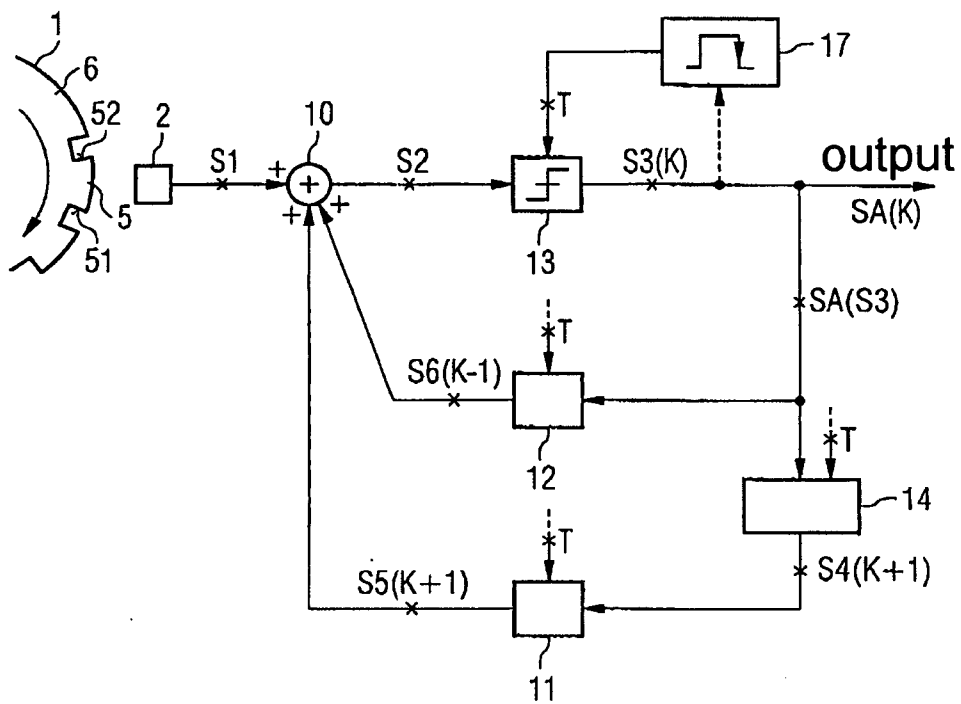 1
6
52
2
5
51
S1
+
10
+
+
+
S2
T
17
13
S3(K)
output
SA(K)
SA(S3)
T
S6(K-1)
12
T
14
S4(K+1)
T
S5(K+1)
11